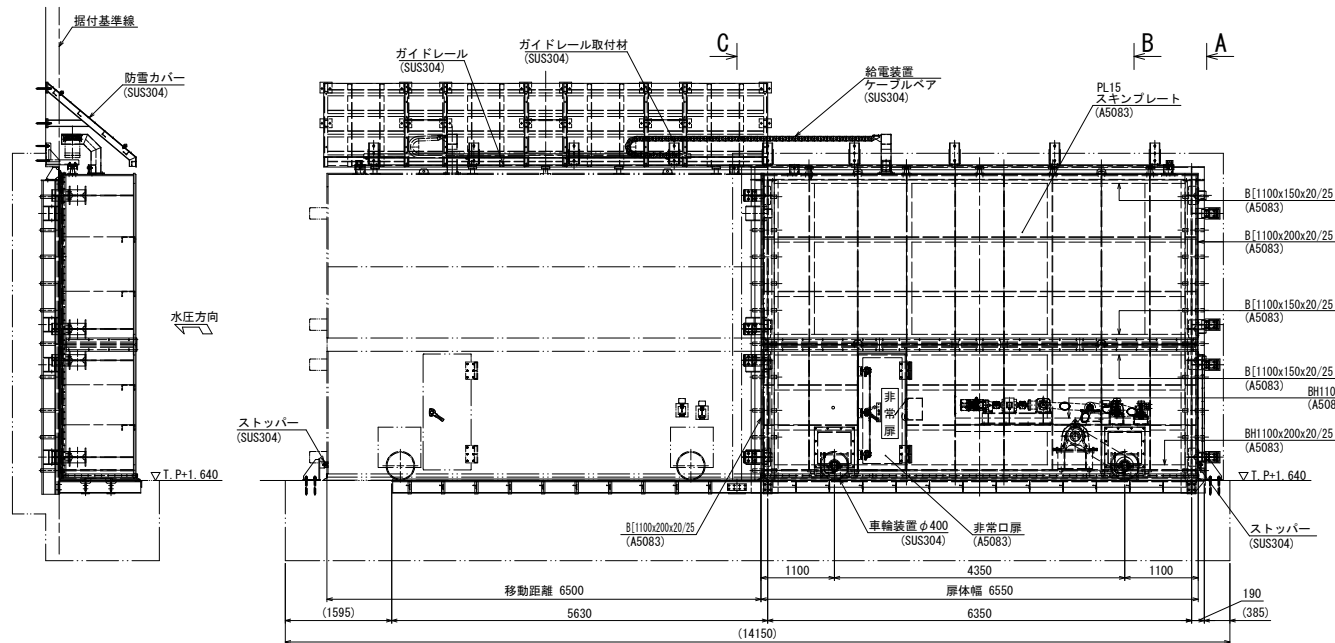 据付基準線
防雪カバー
(SUS304)
水圧方向
▽T.P+1.640
ガイドレール
(SUS304)
ガイドレール取付材
(SUS304)
C
給電装置
ケーブルベア
(SUS304)
B
A
PL15
スキンプレート
(A5083)
B[1100x150x20/25
(A5083)
B[1100x200x20/25
(A5083)
B[1100x150x20/25
(A5083)
B[1100x150x20/25
(A5083)
BH110
(A508
BH1100x200x20/25
(A5083)
▽T.P+1.640
ストッパー
(SUS304)
ストッパー
(SUS304)
非常扉
B[1100x200x20/25
(A5083)
車輪装置φ400
(SUS304)
非常口扉
(A5083)
1100
4350
1100
移動距離 6500
扉体幅 6550
190
(1595)
5630
6350
(385)
(14150)